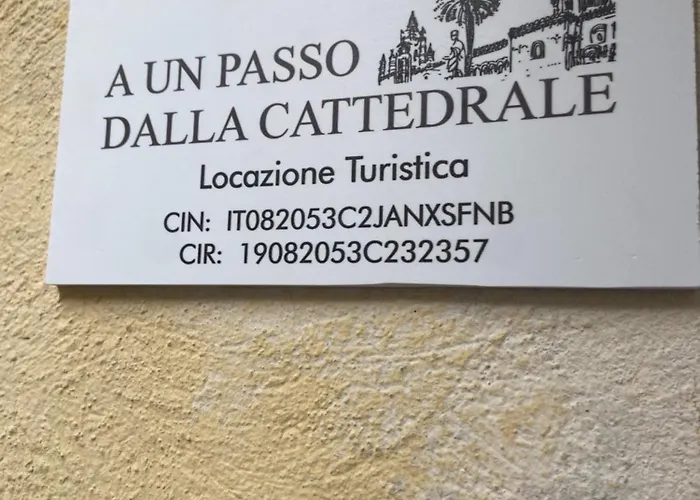 A UN PASSO
DALLA CATTEDRALE
Locazione Turistica
CIN: IT082053C2JANXSFNB
CIR: 19082053C232357